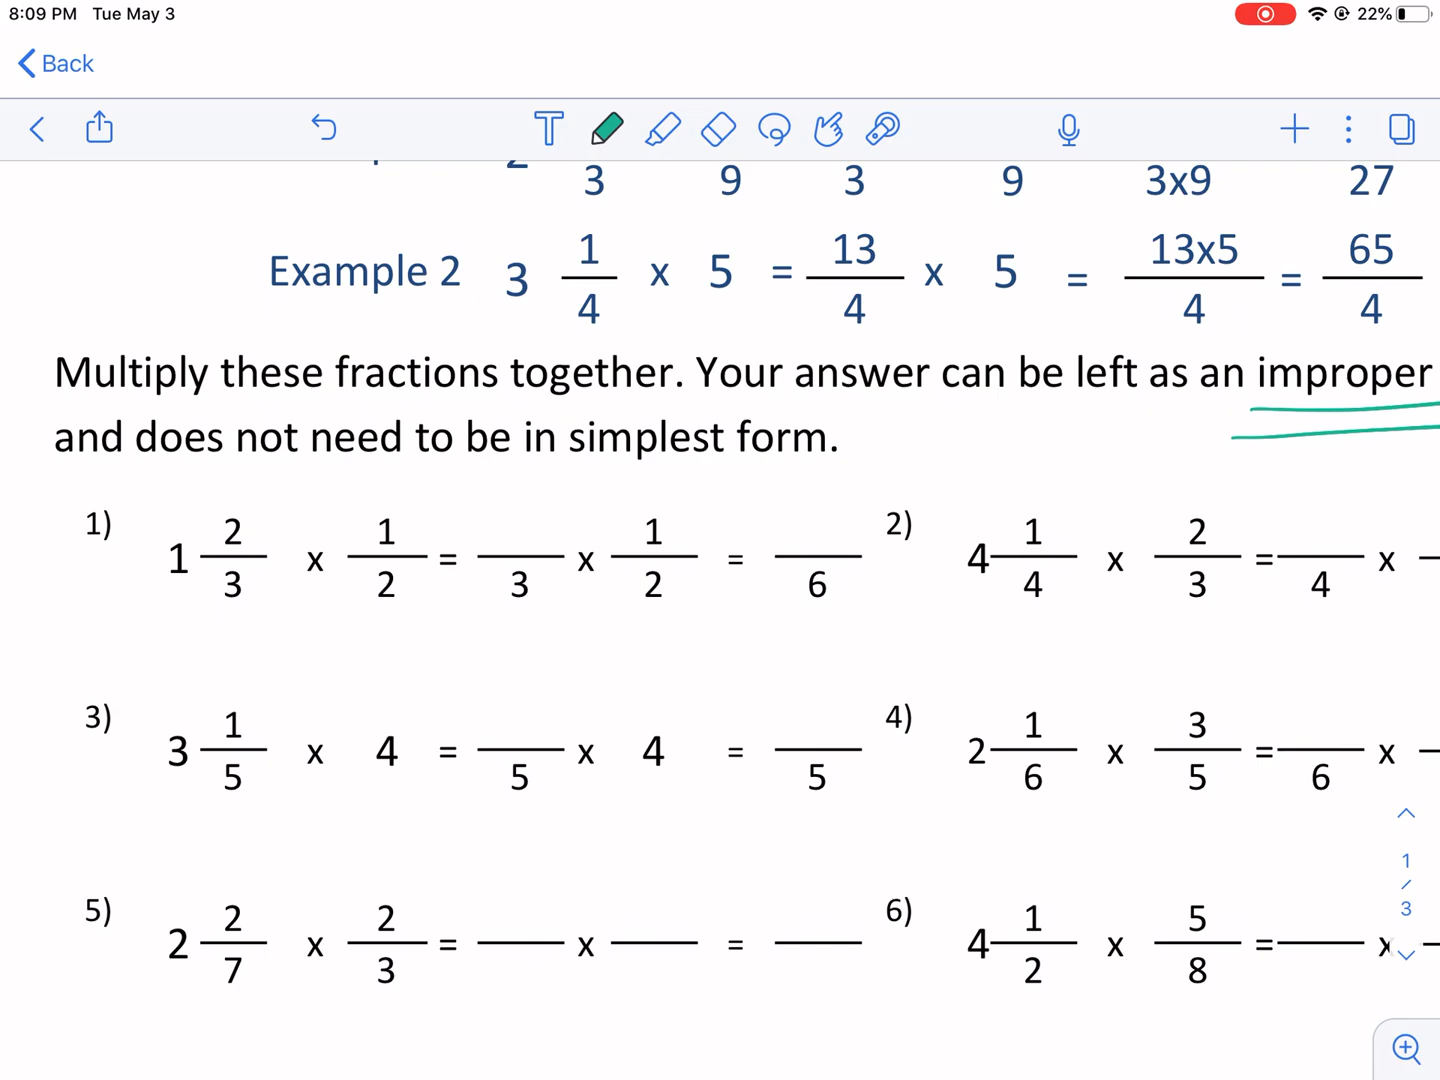 8:09 PM Tue May 3 22%
Back
3 9 3 9 3x9 27
Example 2 3 1/4 x 5 = 13/4 x 5 = 13x5/4 = 65/4
Multiply these fractions together. Your answer can be left as an improper
and does not need to be in simplest form.
1) 1 2/3 x 1/2 = __/3 x 1/2 = __/6
2) 4 1/4 x 2/3 = __/4 x
3) 3 1/5 x 4 = __/5 x 4 = __/5
4) 2 1/6 x 3/5 = __/6 x
1/3
5) 2 2/7 x 2/3 = __ x __ = __
6) 4 1/2 x 5/8 = __ x